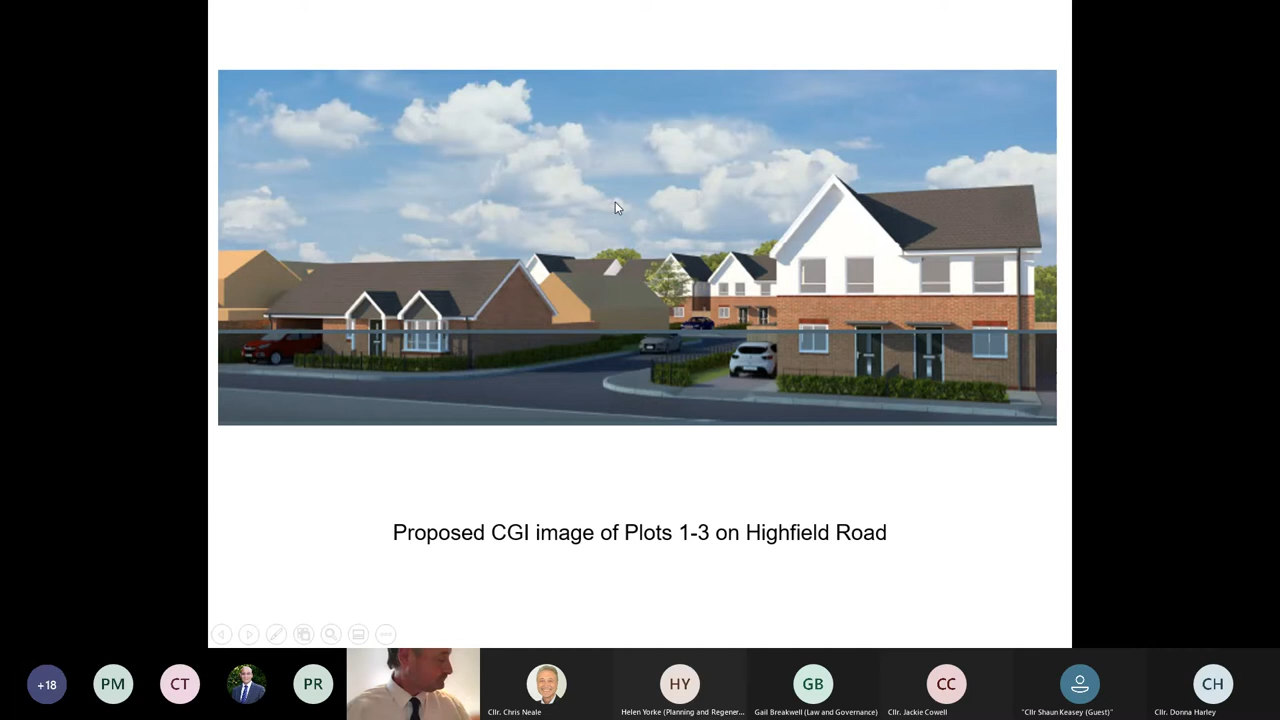 Proposed CGI image of Plots 1-3 on Highfield Road
+18
PM
CT
PR
Cllr. Chris Neale
HY
Helen Yorke (Planning and Regener...
GB
Gail Breakwell (Law and Governance)
CC
Cllr. Jackie Cowell
"Cllr Shaun Keasey (Guest)"
CH
Cllr. Donna Harley